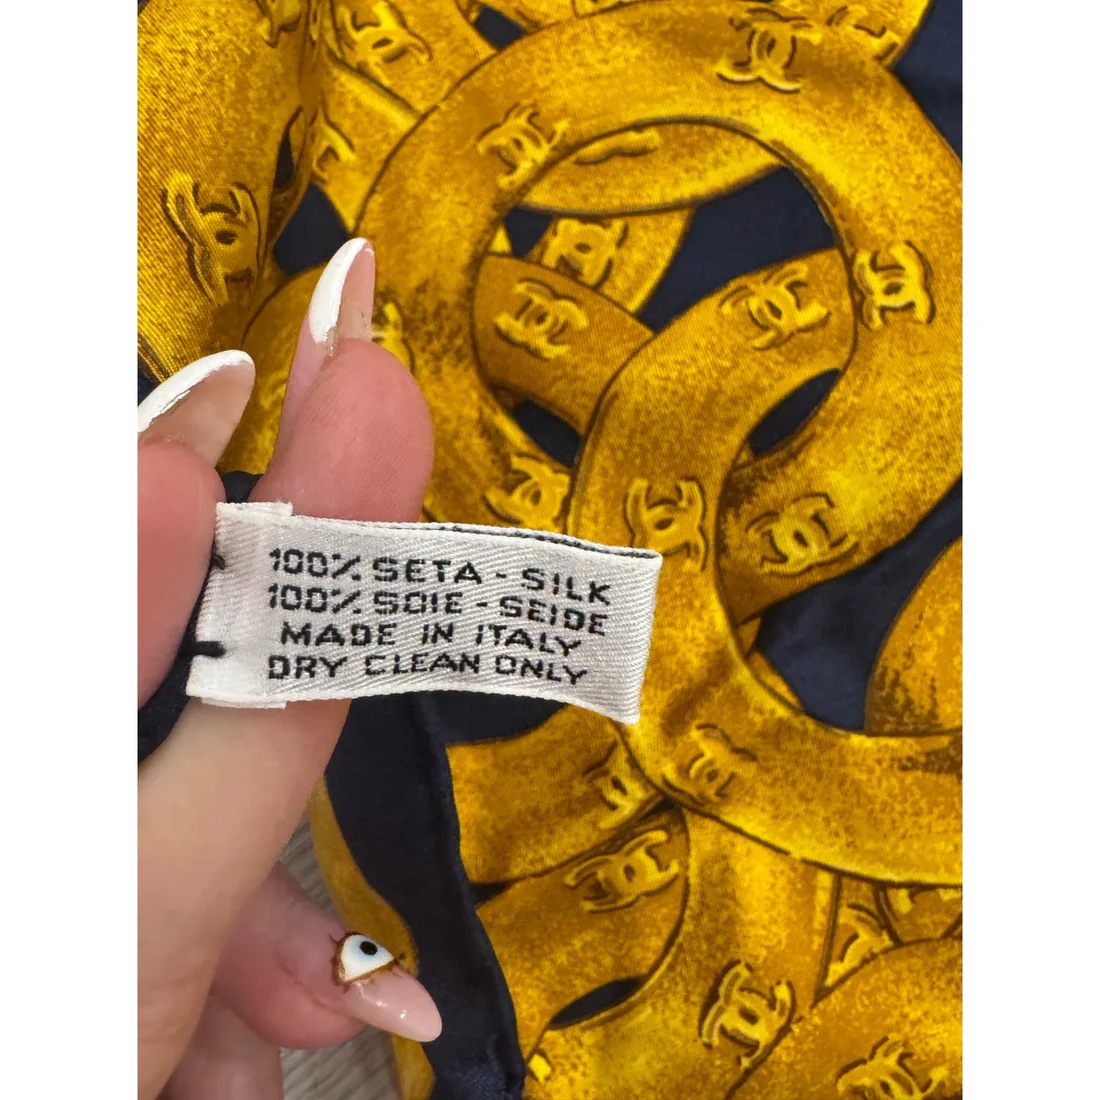 100% SETA - SILK
100% SOIE - SEIDE
MADE IN ITALY
DRY CLEAN ONLY